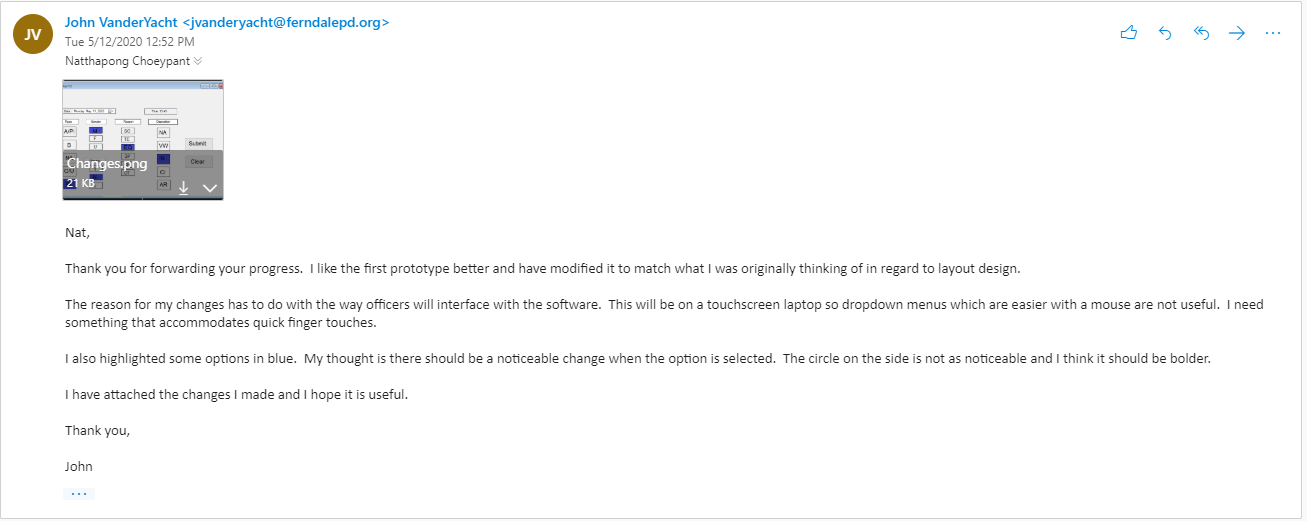 JV
John VanderYacht <jvanderyacht@ferndalepd.org>
Tue 5/12/2020 12:52 PM
Natthapong Choeypant
A/P
B
NA
VW
AR
Submit
Clear
Changes.png
21 KB
Nat,
Thank you for forwarding your progress.  I like the first prototype better and have modified it to match what I was originally thinking of in regard to layout design.
The reason for my changes has to do with the way officers will interface with the software.  This will be on a touchscreen laptop so dropdown menus which are easier with a mouse are not useful.  I need
something that accommodates quick finger touches.
I also highlighted some options in blue.  My thought is there should be a noticeable change when the option is selected.  The circle on the side is not as noticeable and I think it should be bolder.
I have attached the changes I made and I hope it is useful.
Thank you,
John